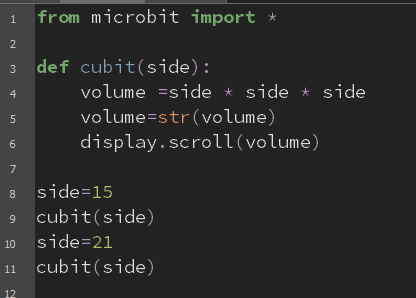 1 from microbit import *
2
3 def cubit(side):
4     volume =side * side * side
5     volume=str(volume)
6     display.scroll(volume)
7
8 side=15
9 cubit(side)
10 side=21
11 cubit(side)
12